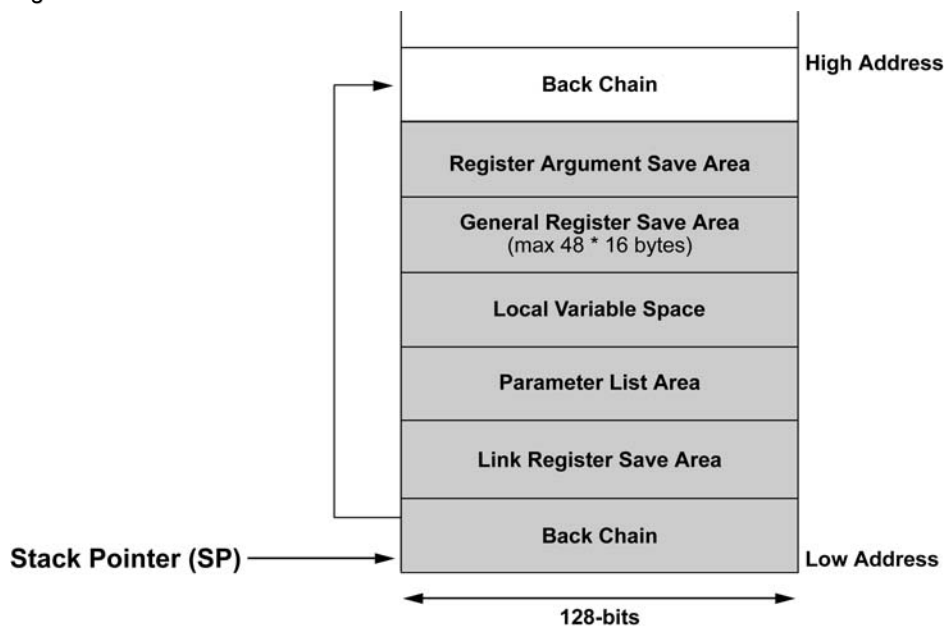 High Address
Back Chain
Register Argument Save Area
General Register Save Area
(max 48 * 16 bytes)
Local Variable Space
Parameter List Area
Link Register Save Area
Back Chain
Stack Pointer (SP)
Low Address
128-bits